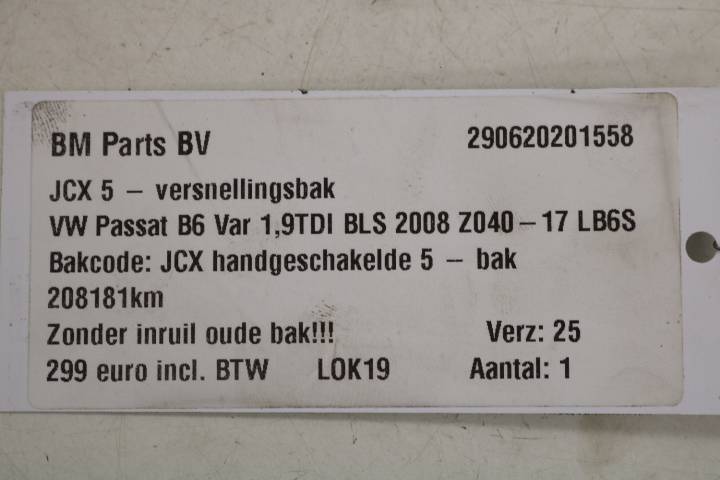 BM Parts BV 290620201558
JCX 5 – versnellingsbak
VW Passat B6 Var 1,9TDI BLS 2008 Z040–17 LB6S
Bakcode: JCX handgeschakelde 5 – bak
208181km
Zonder inruil oude bak!!! Verz: 25
299 euro incl. BTW LOK19 Aantal: 1